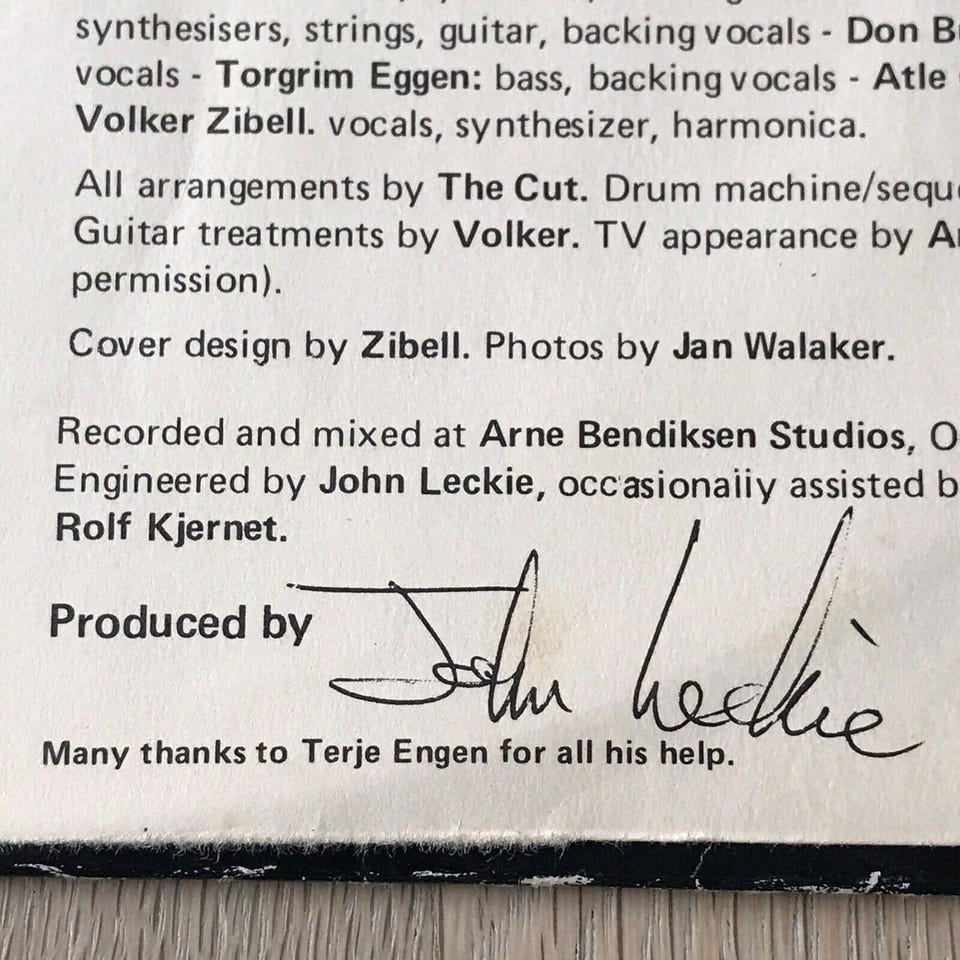 synthesisers, strings, guitar, backing vocals - Don
vocals - Torgrim Eggen: bass, backing vocals - Atle
Volker Zibell. vocals, synthesizer, harmonica.
All arrangements by The Cut. Drum machine/sequ
Guitar treatments by Volker. TV appearance by
permission).
Cover design by Zibell. Photos by Jan Walaker.
Recorded and mixed at Arne Bendiksen Studios, O
Engineered by John Leckie, occasionally assisted b
Rolf Kjernet.
Produced by John Leckie
Many thanks to Terje Engen for all his help.